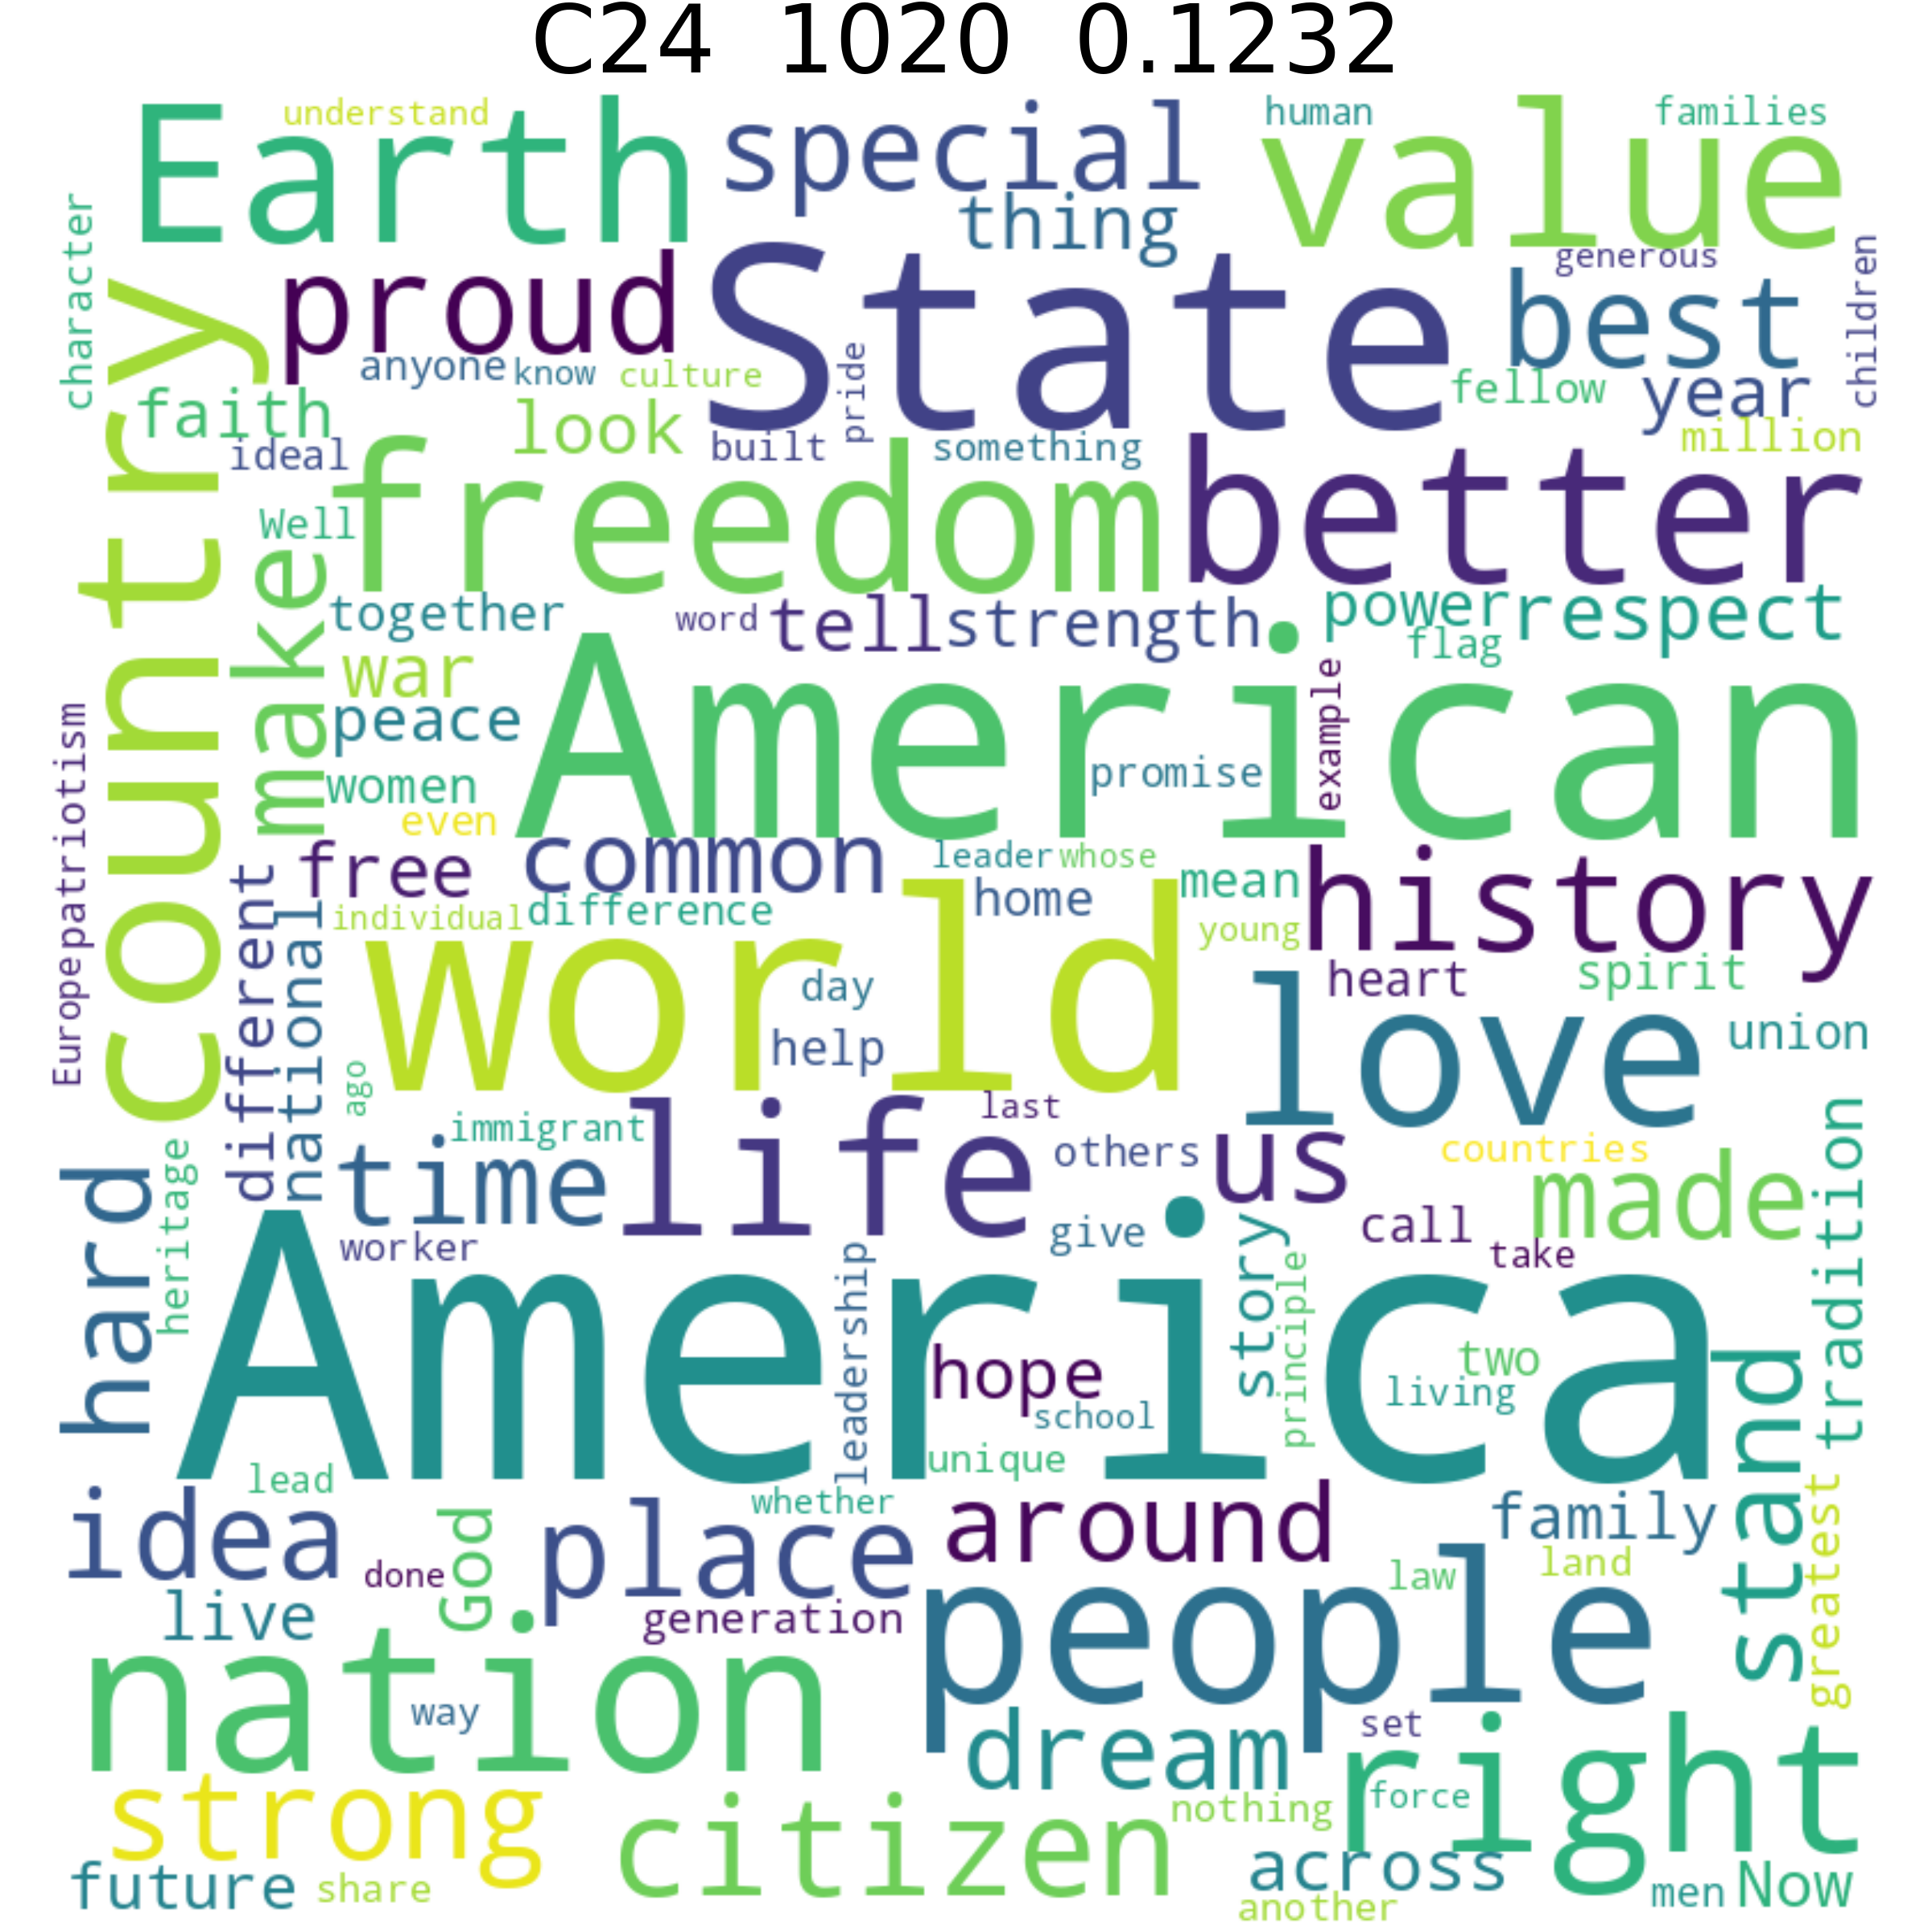 C24 1020 0.1232
understand
human
families
Earth
special
value
thing
character
generous
children
proud
State
best
anyone
know
culture
pride
fellow
year
country
faith
look
built
something
million
ideal
freedom
better
Well
make
together
word
tell
strength
power
respect
flag
war
peace
American
example
patriotism
women
promise
even
common
leader
whose
free
home
mean
history
individual
difference
young
different
national
world
day
heart
spirit
Europe
help
love
union
ago
last
immigrant
life
others
us
countries
tradition
heritage
hard
time
made
worker
give
call
take
story
America
leadership
principle
hope
two
living
school
unique
stand
lead
idea
God
place
whether
around
family
greatest
done
law
land
live
generation
people
nation
way
dream
set
right
strong
force
citizen
nothing
future
share
across
another
men
Now